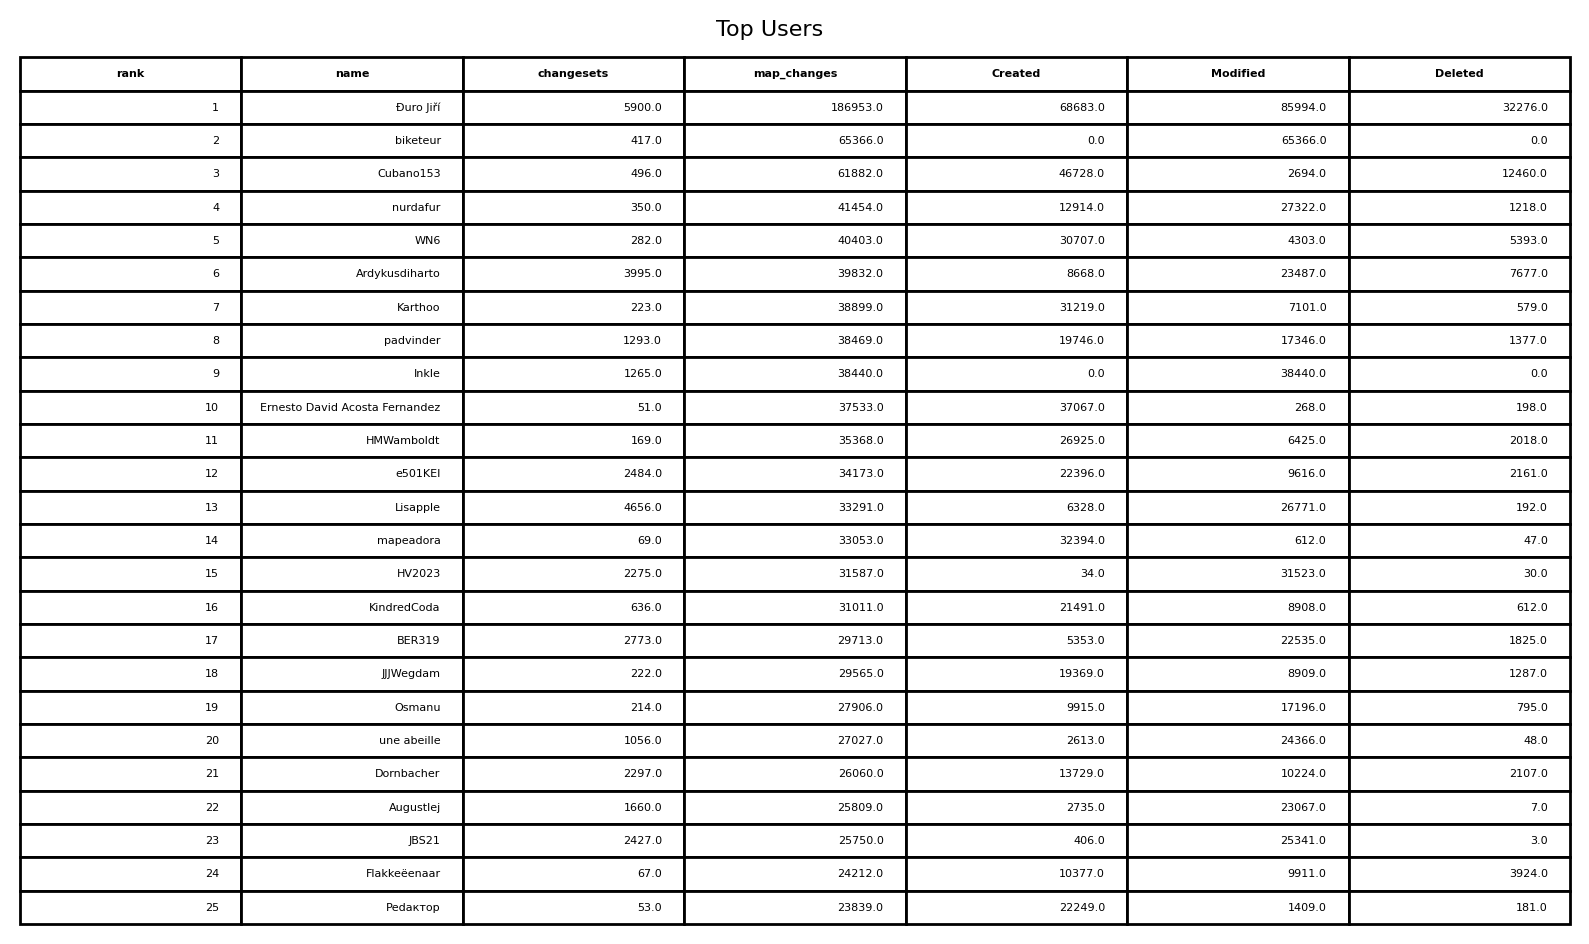 Top Users
rank name changesets map_changes Created Modified Deleted
1 Đuro Jiří 5900.0 186953.0 68683.0 85994.0 32276.0
2 biketeur 417.0 65366.0 0.0 65366.0 0.0
3 Cubano153 496.0 61882.0 46728.0 2694.0 12460.0
4 nurdafur 350.0 41454.0 12914.0 27322.0 1218.0
5 WN6 282.0 40403.0 30707.0 4303.0 5393.0
6 Ardykusdiharto 3995.0 39832.0 8668.0 23487.0 7677.0
7 Karthoo 223.0 38899.0 31219.0 7101.0 579.0
8 padvinder 1293.0 38469.0 19746.0 17346.0 1377.0
9 Inkle 1265.0 38440.0 0.0 38440.0 0.0
10 Ernesto David Acosta Fernandez 51.0 37533.0 37067.0 268.0 198.0
11 HMWamboldt 169.0 35368.0 26925.0 6425.0 2018.0
12 e501KEI 2484.0 34173.0 22396.0 9616.0 2161.0
13 Lisapple 4656.0 33291.0 6328.0 26771.0 192.0
14 mapeadora 69.0 33053.0 32394.0 612.0 47.0
15 HV2023 2275.0 31587.0 34.0 31523.0 30.0
16 KindredCoda 636.0 31011.0 21491.0 8908.0 612.0
17 BER319 2773.0 29713.0 5353.0 22535.0 1825.0
18 JJJWegdam 222.0 29565.0 19369.0 8909.0 1287.0
19 Osmanu 214.0 27906.0 9915.0 17196.0 795.0
20 une abeille 1056.0 27027.0 2613.0 24366.0 48.0
21 Dornbacher 2297.0 26060.0 13729.0 10224.0 2107.0
22 Augustlej 1660.0 25809.0 2735.0 23067.0 7.0
23 JBS21 2427.0 25750.0 406.0 25341.0 3.0
24 Flakkeëenaar 67.0 24212.0 10377.0 9911.0 3924.0
25 Pedaктор 53.0 23839.0 22249.0 1409.0 181.0